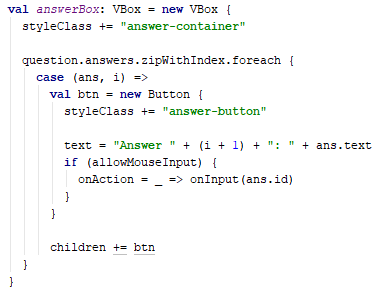 val answerBox: VBox = new VBox {
  styleClass += "answer-container"

  question.answers.zipWithIndex.foreach {
    case (ans, i) =>
      val btn = new Button {
        styleClass += "answer-button"

        text = "Answer " + (i + 1) + ": " + ans.text
        if (allowMouseInput) {
          onAction = _ => onInput(ans.id)
        }
      }

      children += btn
  }
}